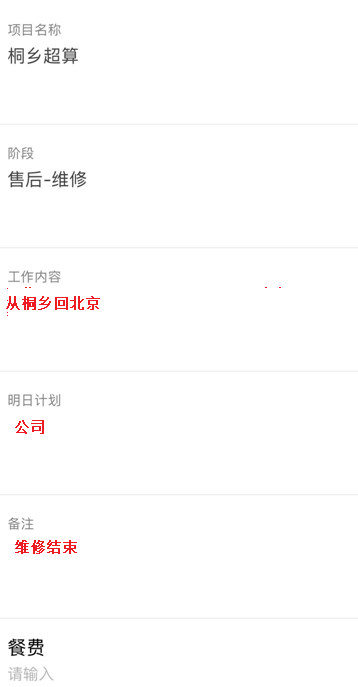 项目名称
桐乡超算
阶段
售后-维修
工作内容
从桐乡回北京
明日计划
公司
备注
维修结束
餐费
请输入